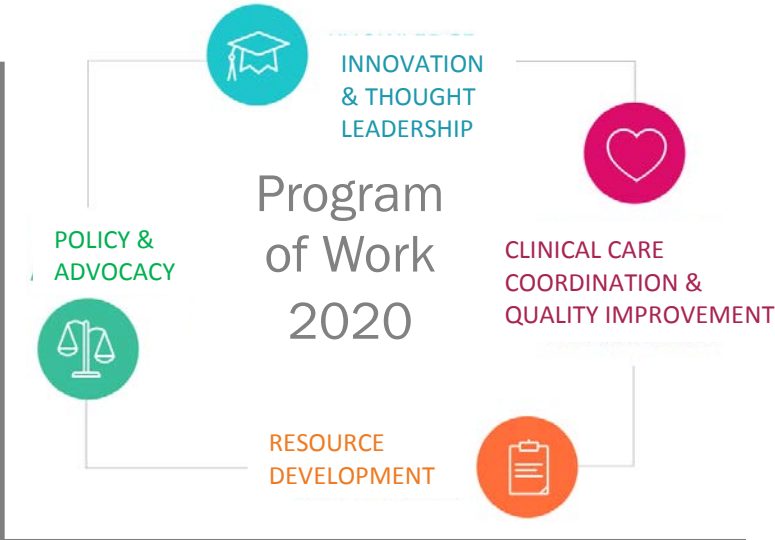 INNOVATION
& THOUGHT
LEADERSHIP
Program
of Work
2020
POLICY &
ADVOCACY
CLINICAL CARE
COORDINATION &
QUALITY IMPROVEMENT
RESOURCE
DEVELOPMENT